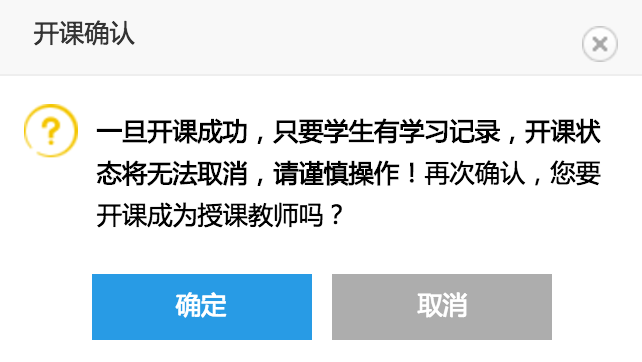 开课确认
一旦开课成功，只要学生有学习记录，开课状
态将无法取消，请谨慎操作！再次确认，您要
开课成为授课教师吗？
确定
取消